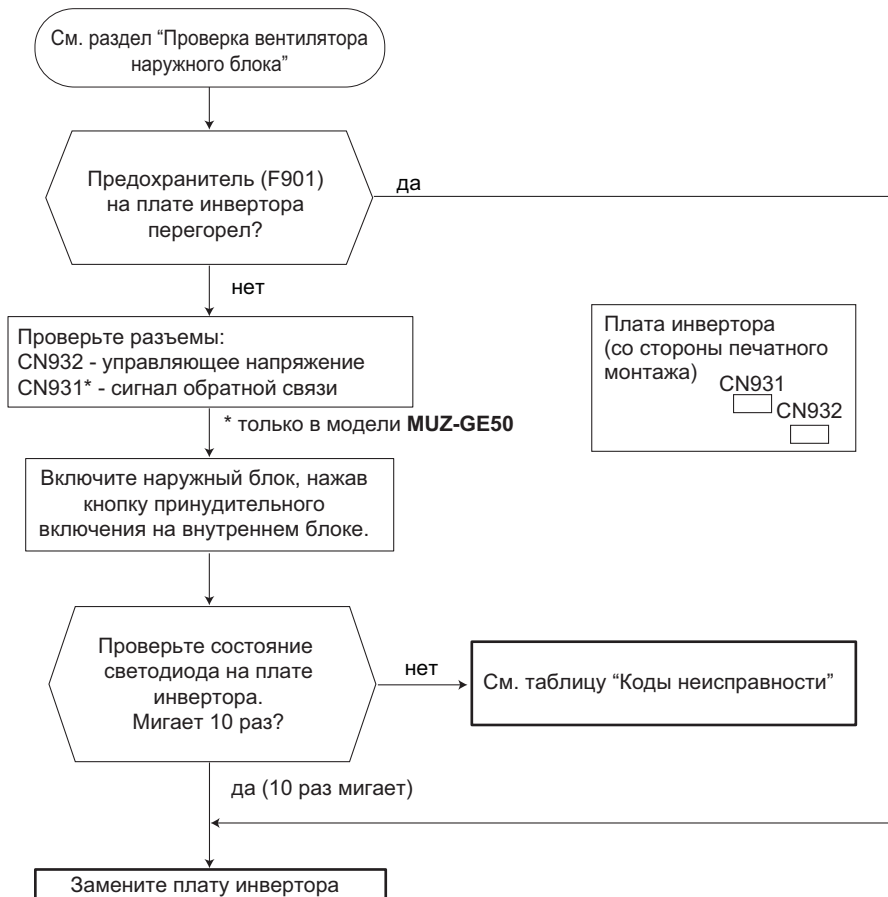 См. раздел “Проверка вентилятора
наружного блока”
Предохранитель (F901)
на плате инвертора
перегорел?
да
нет
Проверьте разъемы:
CN932 - управляющее напряжение
CN931* - сигнал обратной связи
* только в модели MUZ-GE50
Плата инвертора
(со стороны печатного
монтажа)
CN931
CN932
Включите наружный блок, нажав
кнопку принудительного
включения на внутреннем блоке.
Проверьте состояние
светодиода на плате
инвертора.
Мигает 10 раз?
нет
См. таблицу “Коды неисправности”
да (10 раз мигает)
Замените плату инвертора